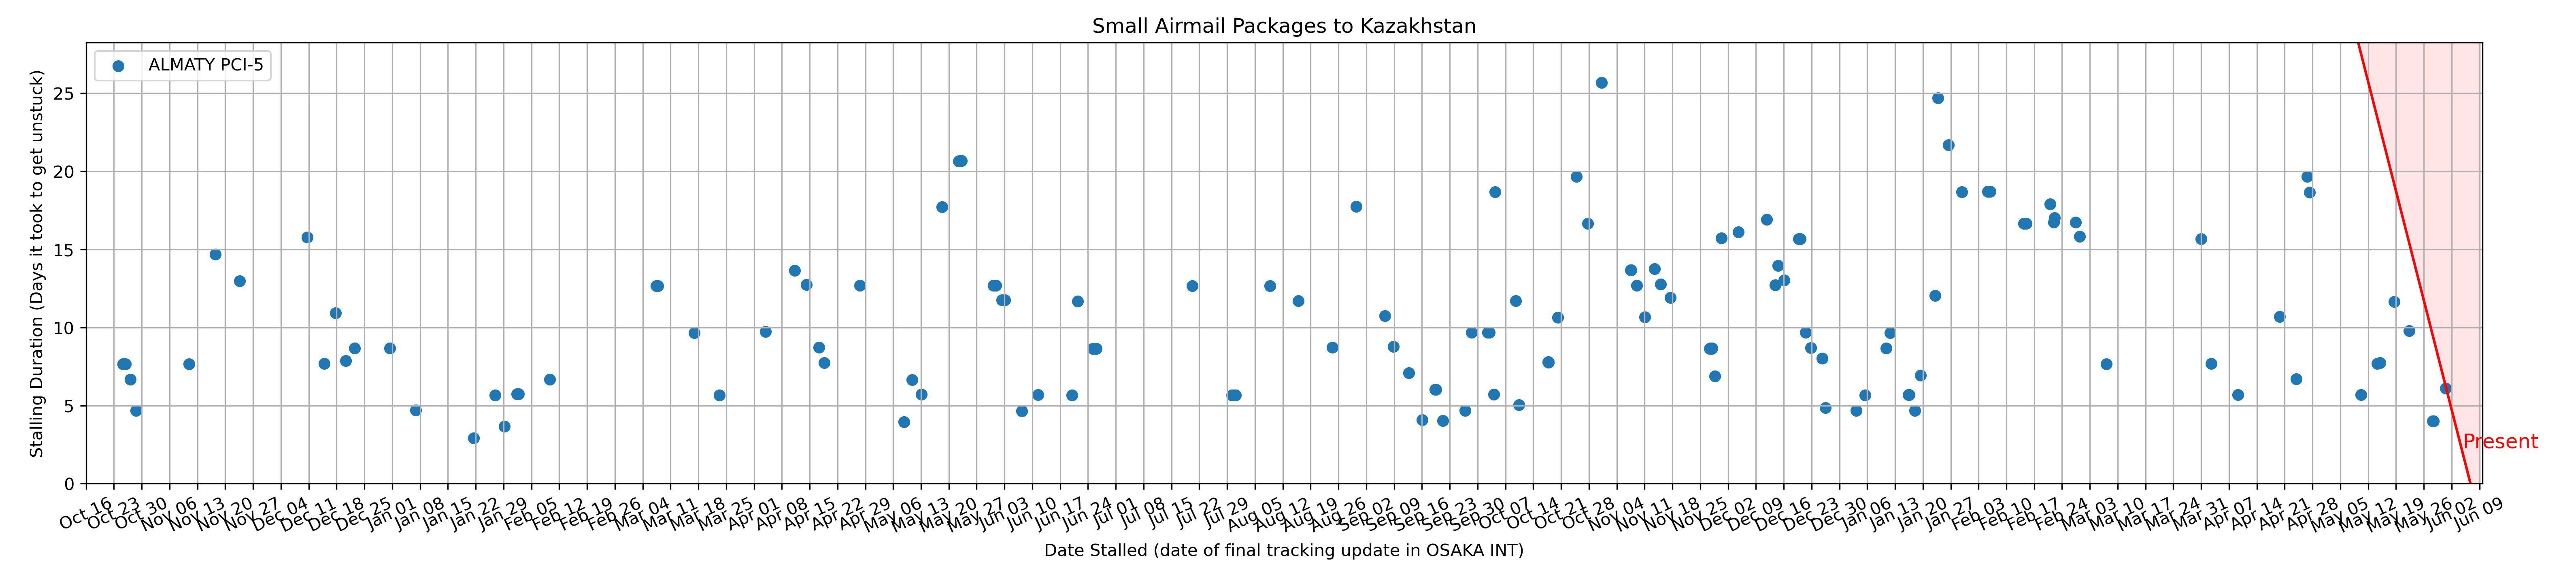 Small Airmail Packages to Kazakhstan
ALMATY PCI-5
Stalling Duration (Days it took to get unstuck)
25
20
15
10
5
0
Present
Oct 16
Oct 23
Oct 30
Nov 06
Nov 13
Nov 20
Nov 27
Dec 04
Dec 11
Dec 18
Dec 25
Jan 01
Jan 08
Jan 15
Jan 22
Jan 29
Feb 05
Feb 12
Feb 19
Feb 26
Mar 04
Mar 11
Mar 18
Mar 25
Apr 01
Apr 08
Apr 15
Apr 22
Apr 29
May 06
May 13
May 20
May 27
Jun 03
Jun 10
Jun 17
Jun 24
Jul 01
Jul 08
Jul 15
Jul 22
Jul 29
Aug 05
Aug 12
Aug 19
Aug 26
Sep 02
Sep 09
Sep 16
Sep 23
Sep 30
Oct 07
Oct 14
Oct 21
Oct 28
Nov 04
Nov 11
Nov 18
Nov 25
Dec 02
Dec 09
Dec 16
Dec 23
Dec 30
Jan 06
Jan 13
Jan 20
Jan 27
Feb 03
Feb 10
Feb 17
Feb 24
Mar 03
Mar 10
Mar 17
Mar 24
Mar 31
Apr 07
Apr 14
Apr 21
Apr 28
May 05
May 12
May 19
May 26
Jun 02
Jun 09
Date Stalled (date of final tracking update in OSAKA INT)